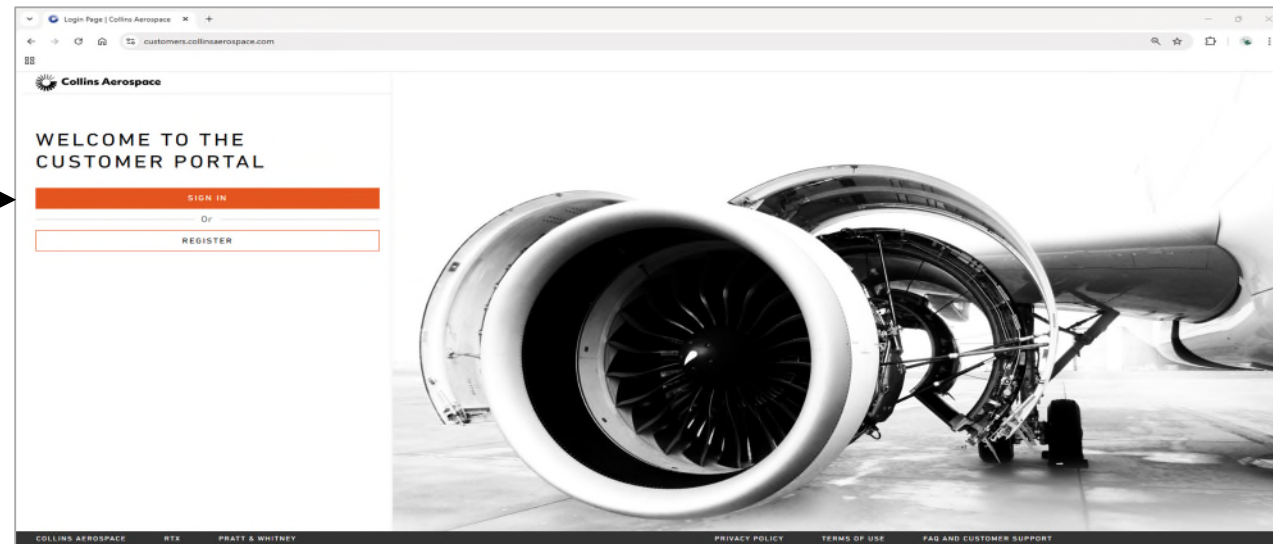 Login Page | Collins Aerospace
customers.collinsaerospace.com
Collins Aerospace
WELCOME TO THE
CUSTOMER PORTAL
SIGN IN
Or
REGISTER
COLLINS AEROSPACE RTX PRATT & WHITNEY PRIVACY POLICY TERMS OF USE FAQ AND CUSTOMER SUPPORT